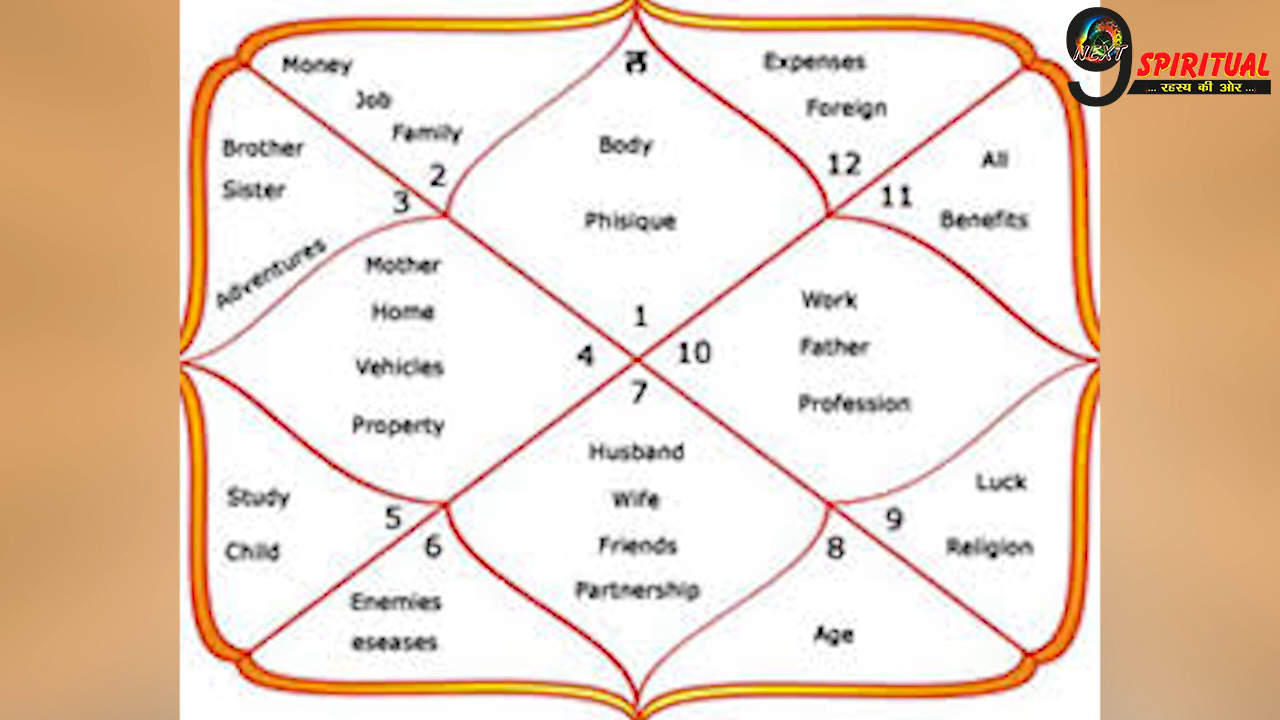 Money
Job
Family
2
Brother
Sister
Adventures
3
ल
Body
Phisique
1
Expenses
Foreign
12
11
All
Benefits
Mother
Home
Vehicles
Property
4
10
Work
Father
Profession
7
Husband
Wife
Friends
Partnership
Study
Child
5
6
Enemies
eseases
8
Age
9
Luck
Religion
NEXT
9
SPIRITUAL
... रहस्य की ओर ...